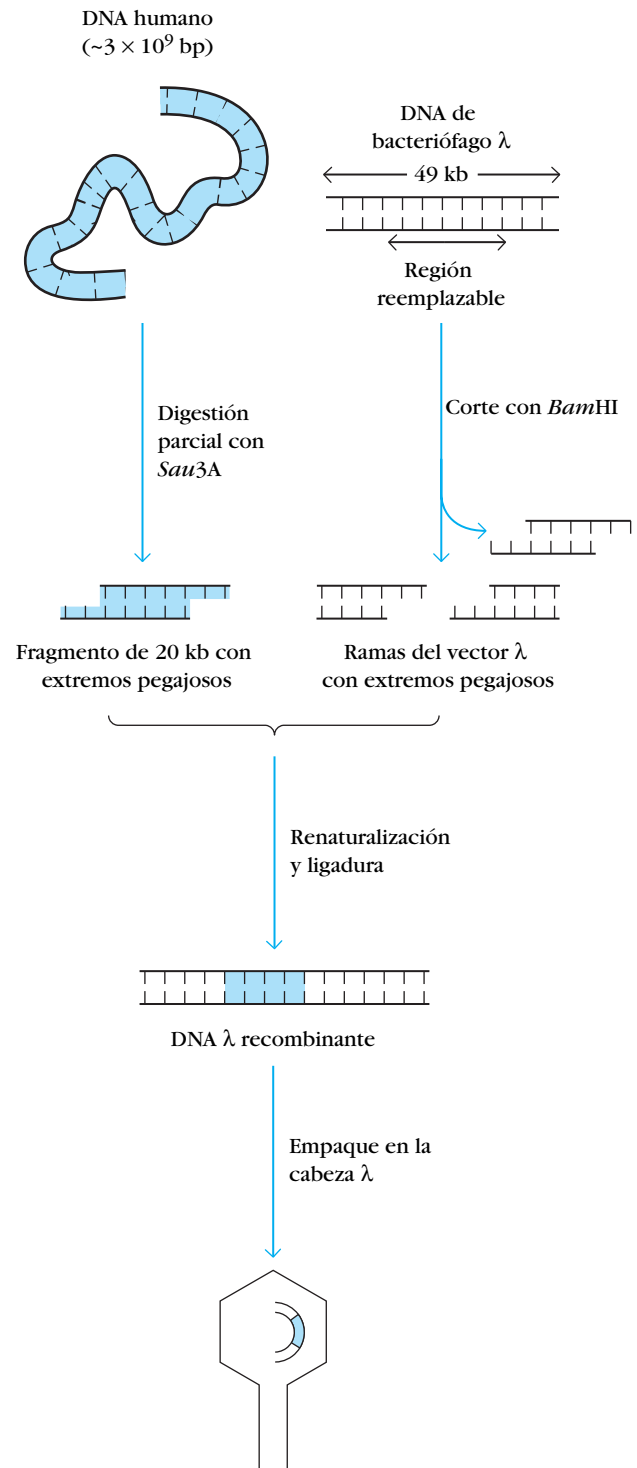 DNA humano
(~3 × 10⁹ bp)
DNA de
bacteriófago λ
49 kb
Región
reemplazable
Digestión
parcial con
Sau3A
Corte con BamHI
Fragmento de 20 kb con
extremos pegajosos
Ramas del vector λ
con extremos pegajosos
Renaturalización
y ligadura
DNA λ recombinante
Empaque en la
cabeza λ